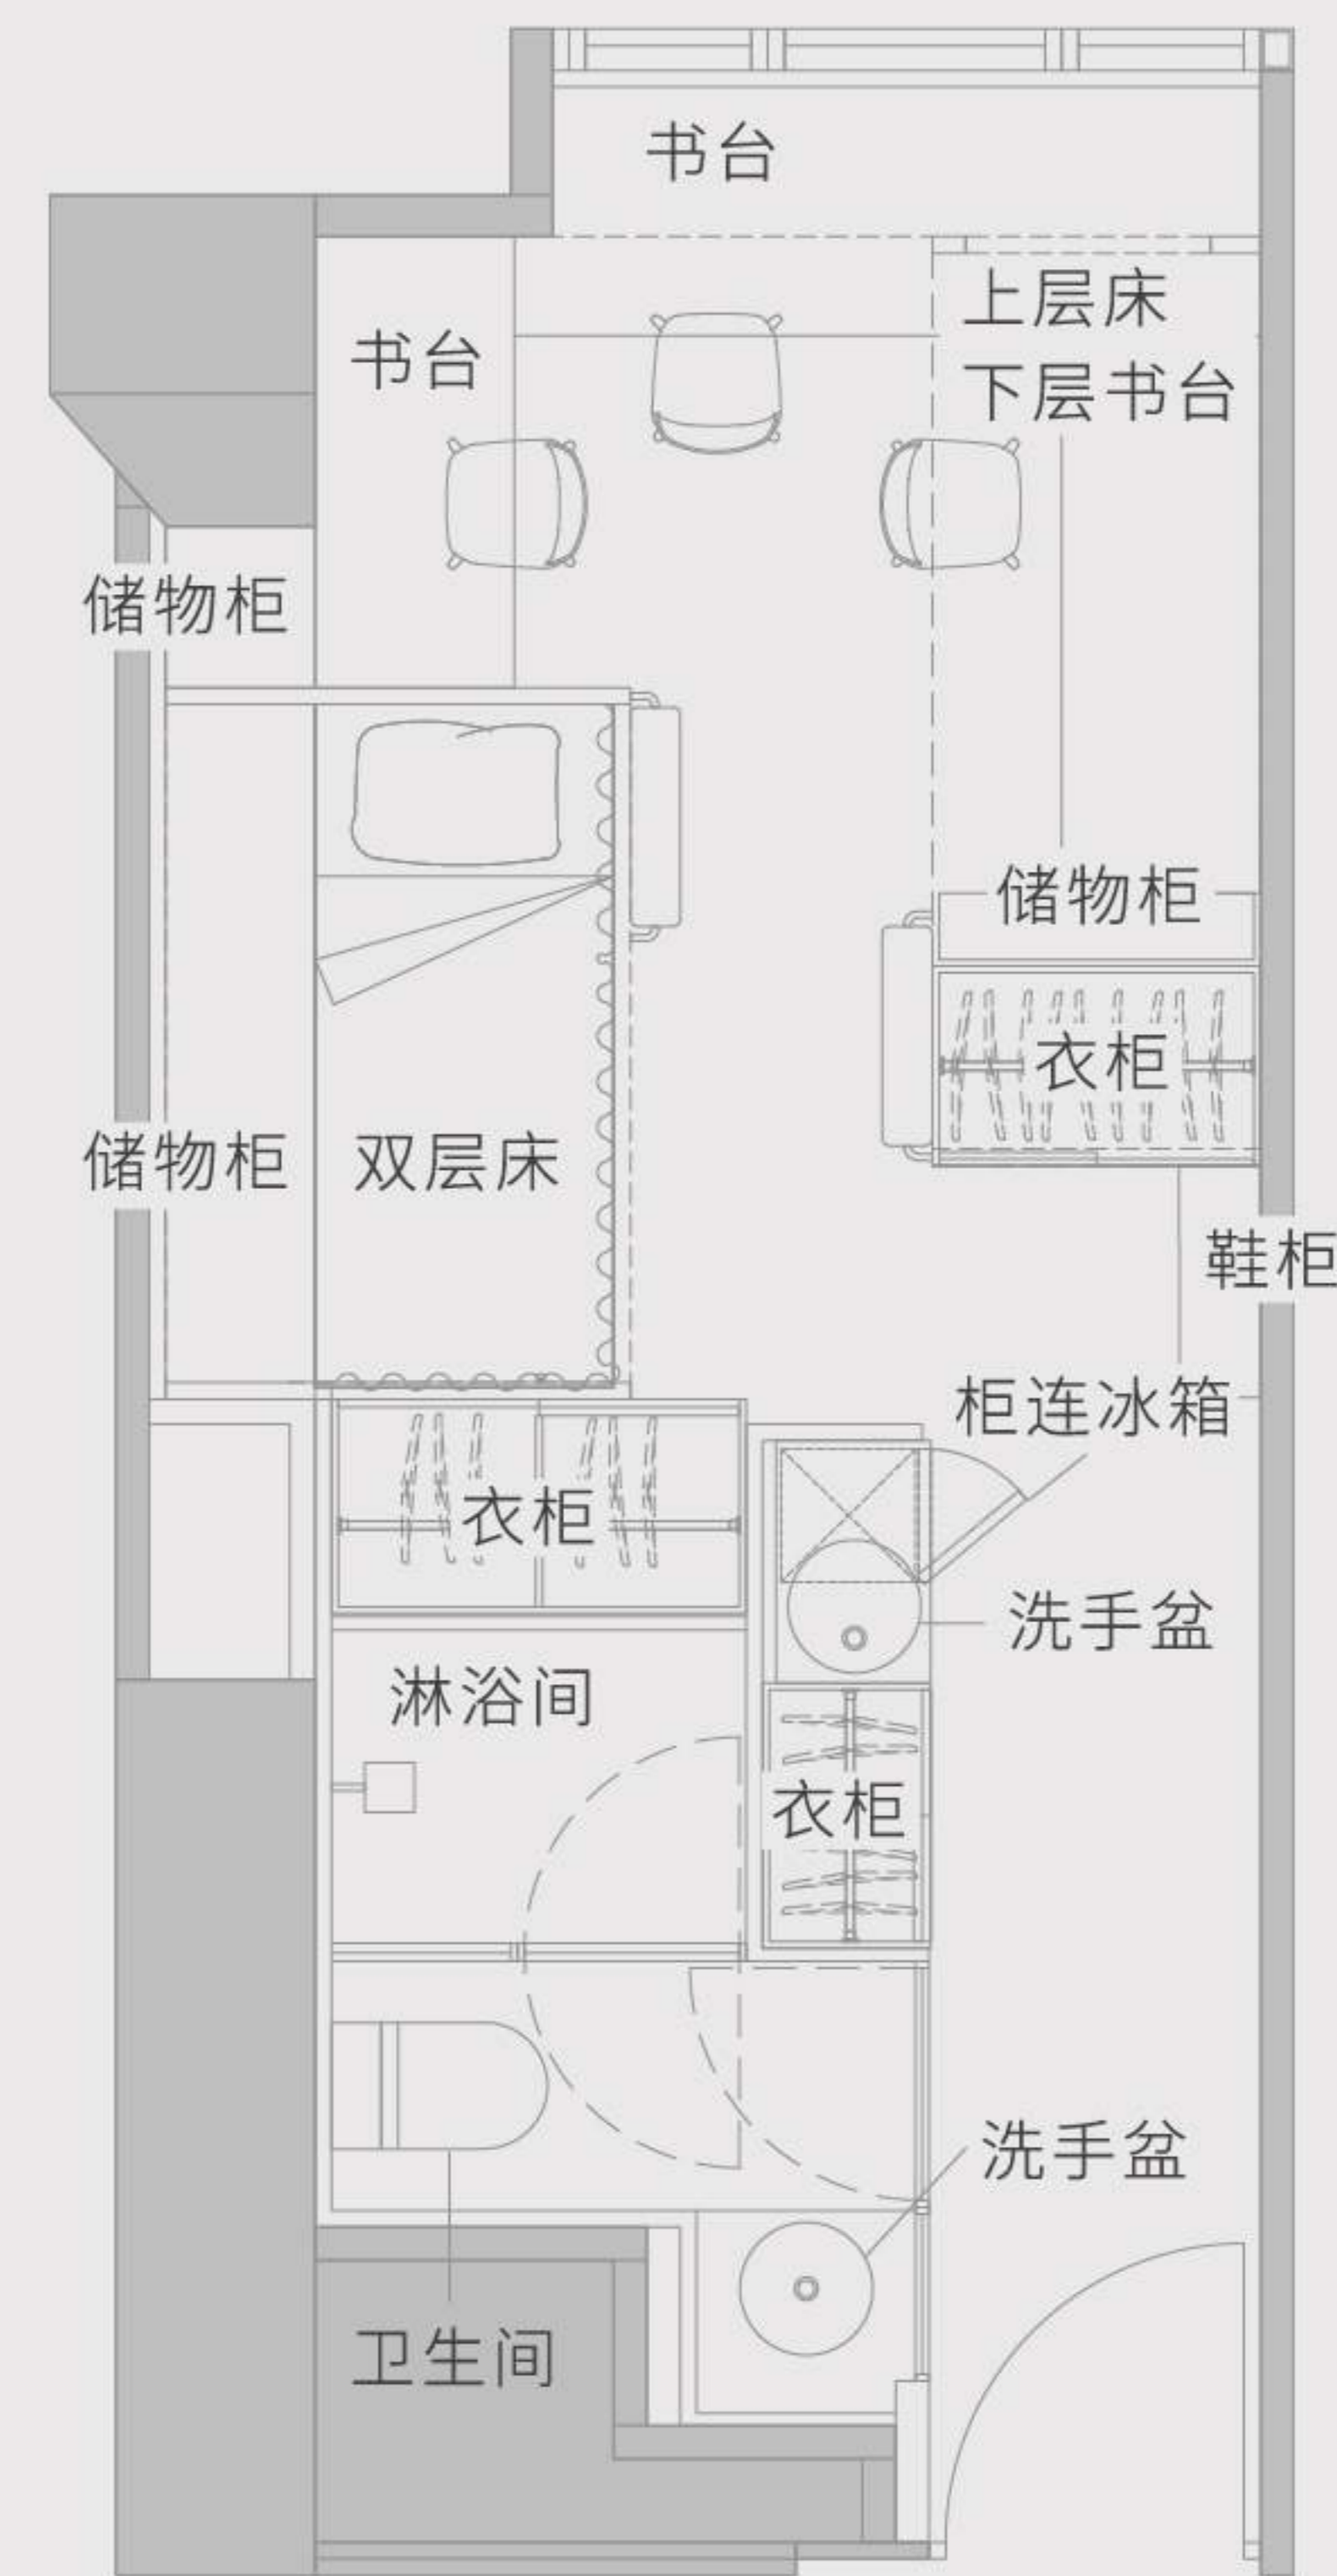 书台
上层床
下层书台
书台
储物柜
储物柜
衣柜
储物柜
双层床
鞋柜
柜连冰箱
衣柜
洗手盆
淋浴间
衣柜
洗手盆
卫生间